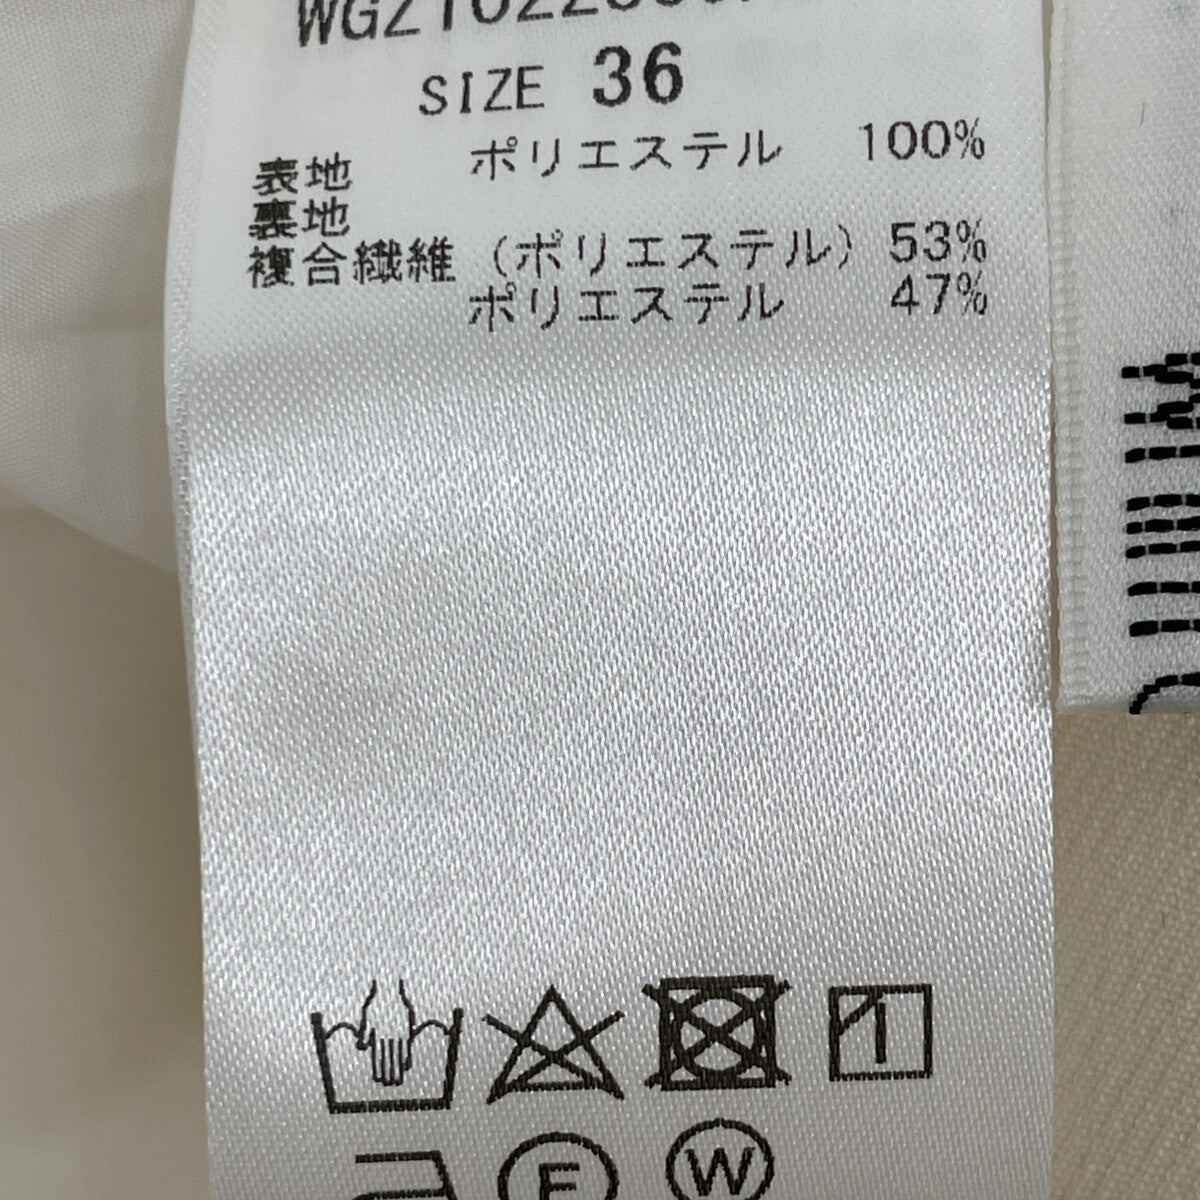 SIZE 36
表地 ポリエステル 100%
裏地
複合繊維 (ポリエステル) 53%
ポリエステル 47%
F
W